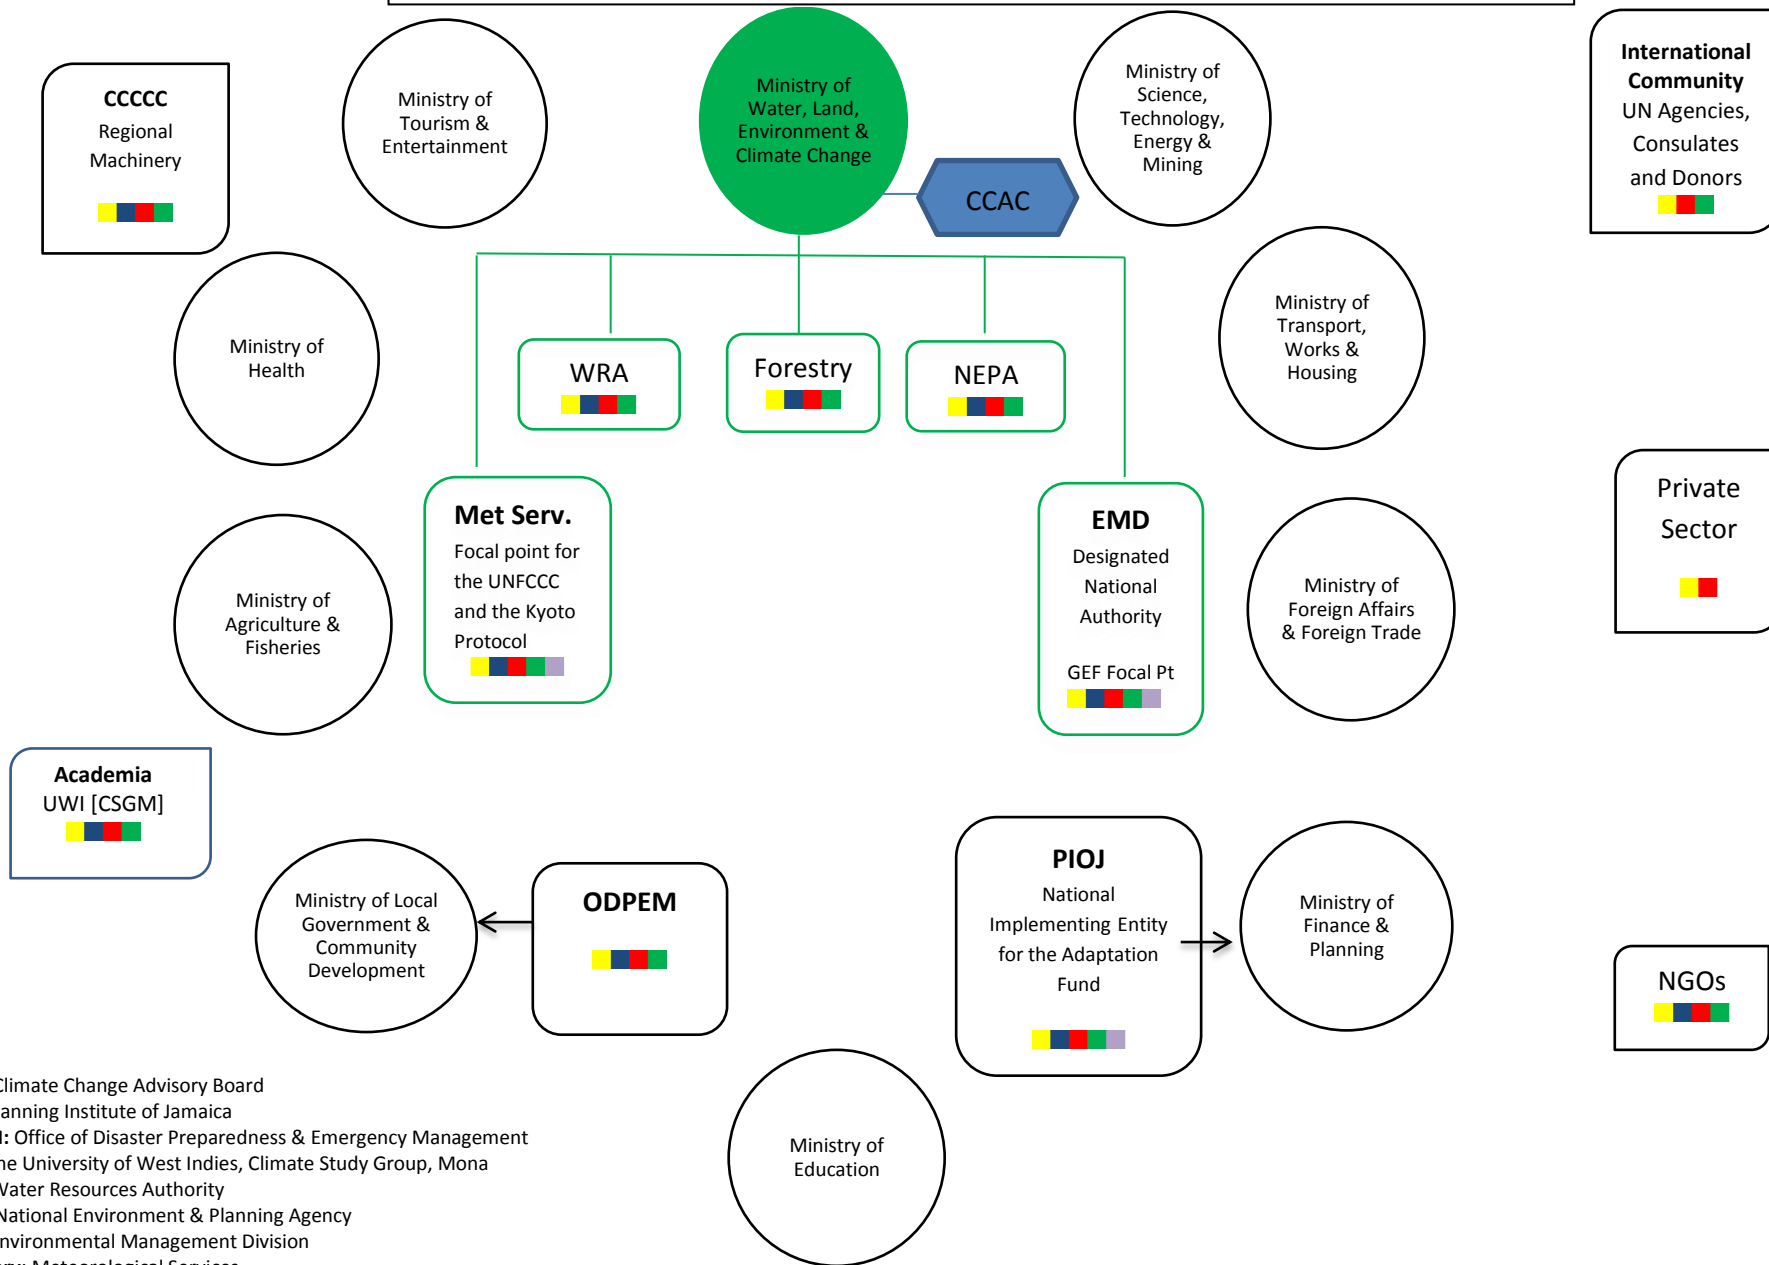 CCCCC
Regional
Machinery
Ministry of
Tourism &
Entertainment
Ministry of
Water, Land,
Environment &
Climate Change
CCAC
Ministry of
Science,
Technology,
Energy &
Mining
International
Community
UN Agencies,
Consulates
and Donors
Ministry of
Health
WRA
Forestry
NEPA
Ministry of
Transport,
Works &
Housing
Met Serv.
Focal point for
the UNFCCC
and the Kyoto
Protocol
EMD
Designated
National
Authority
GEF Focal Pt
Private
Sector
Ministry of
Agriculture &
Fisheries
Ministry of
Foreign Affairs
& Foreign Trade
Academia
UWI [CSGM]
Ministry of Local
Government &
Community
Development
ODPEM
PIOJ
National
Implementing Entity
for the Adaptation
Fund
Ministry of
Finance &
Planning
NGOs
Ministry of
Education
Climate Change Advisory Board
Institute of Jamaica
Office of Disaster Preparedness & Emergency Management
University of West Indies, Climate Study Group, Mona
Water Resources Authority
National Environment & Planning Agency
Management Division
Meteorological Services